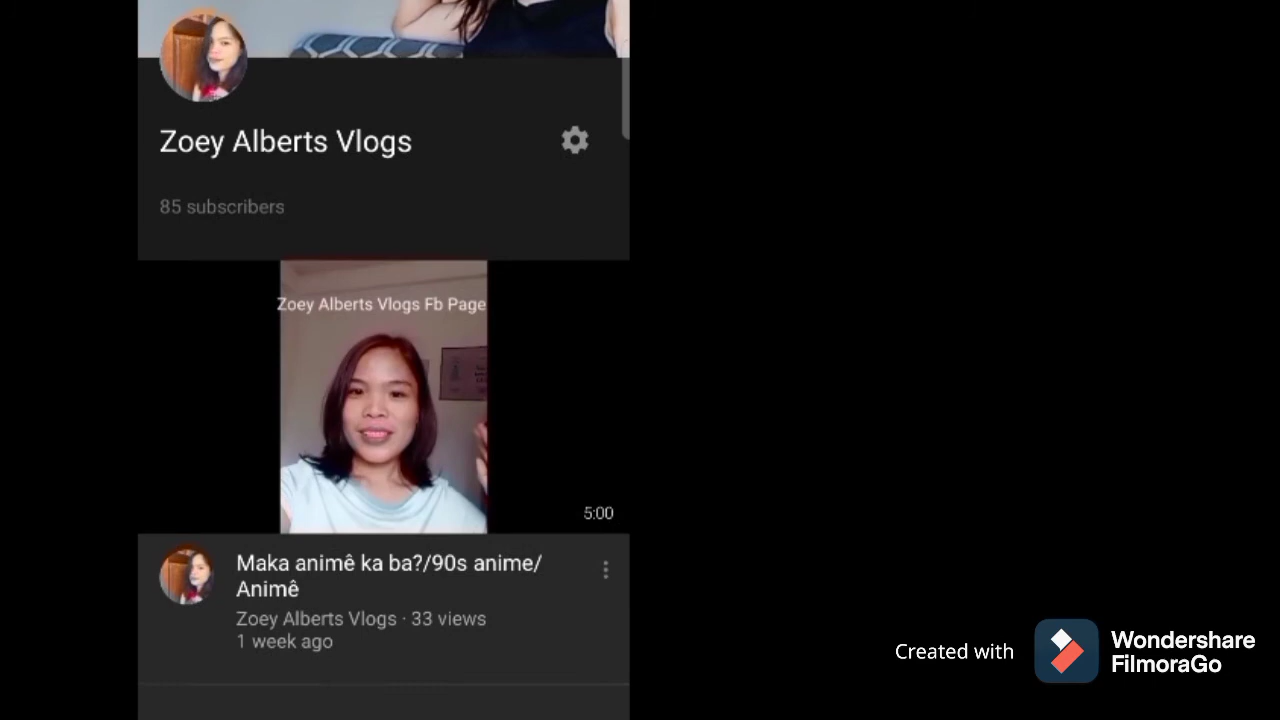 Zoey Alberts Vlogs
85 subscribers
Zoey Alberts Vlogs Fb Page
5:00
Maka animê ka ba?/90s anime/
Animê
Zoey Alberts Vlogs · 33 views
1 week ago
Created with
Wondershare
FilmoraGo